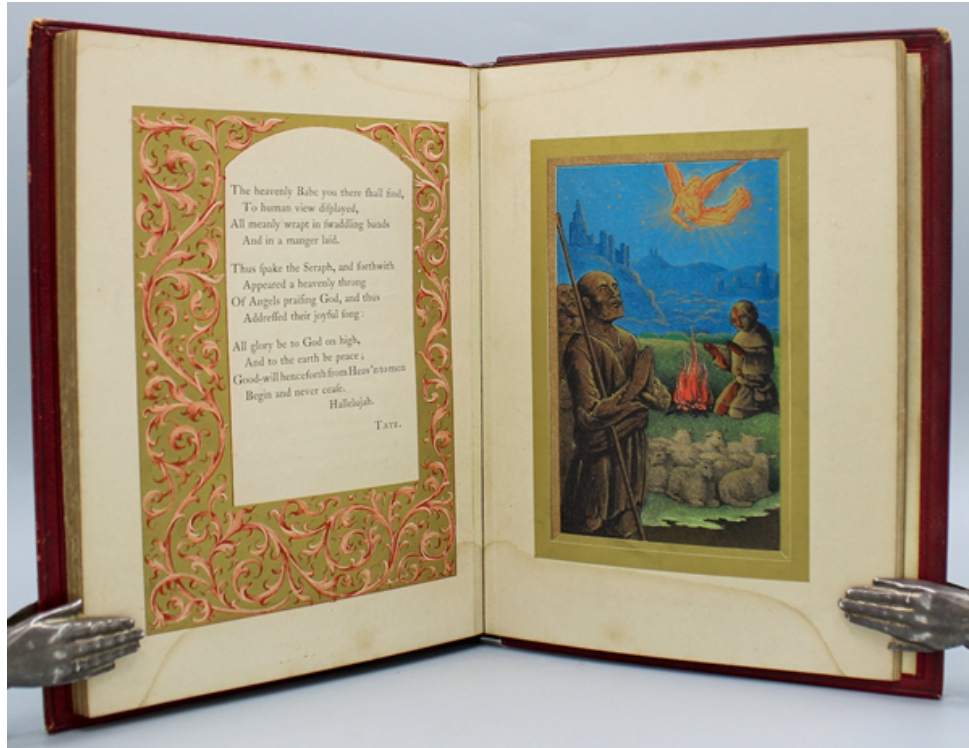 The heavenly Babe you there ſhall find,
To human view diſplayed,
All meanly wrapt in ſwaddling bands
And in a manger laid.
Thus ſpake the Seraph, and forthwith
Appeared a heavenly throng
Of Angels praiſing God, and thus
Addreſſed their joyful ſong:
All glory be to God on high,
And to the earth be peace;
Good-will henceforth from Heav'n to men
Begin and never ceaſe.
Hallelujah.
TATE.